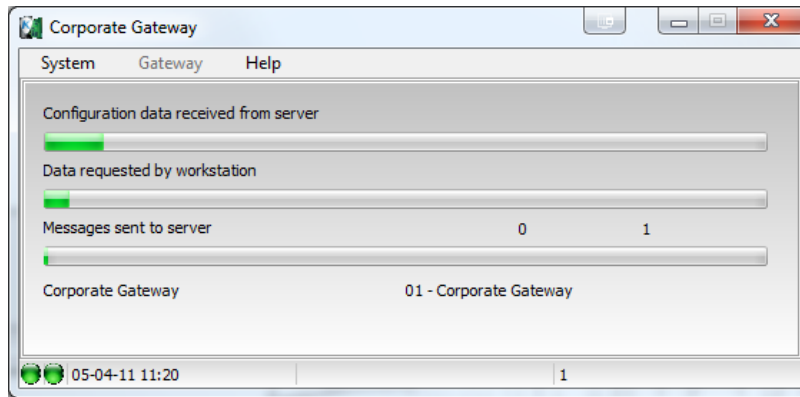 Corporate Gateway
System Gateway Help
Configuration data received from server
Data requested by workstation
Messages sent to server 0 1
Corporate Gateway 01 - Corporate Gateway
05-04-11 11:20 1